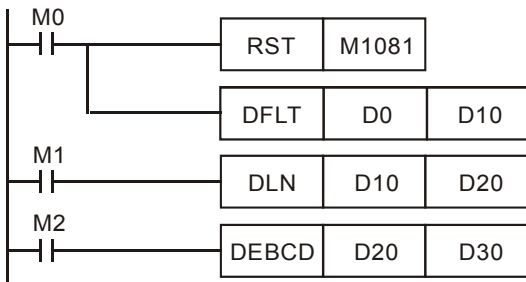 M0
RST M1081
DFLT D0 D10
M1
DLN D10 D20
M2
DEBCD D20 D30